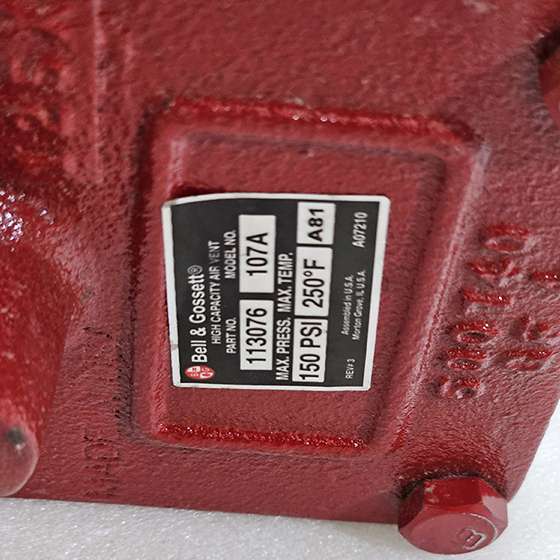 Bell & Gossett®
HIGH CAPACITY AIR VENT
PART NO. MODEL NO.
113076 107A
MAX. PRESS. MAX. TEMP.
150 PSI 250°F A81
REV# 3 Assembled in U.S.A.
Morton Grove, IL U.S.A. A07210
MADE